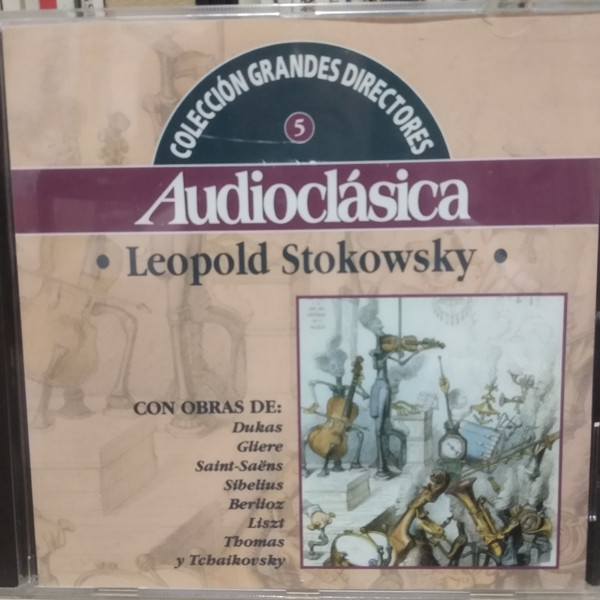 COLECCIÓN GRANDES DIRECTORES
5
Audioclásica
• Leopold Stokowsky •
CON OBRAS DE:
Dukas
Gliere
Saint-Saëns
Sibelius
Berlioz
Liszt
Thomas
y Tchaikovsky